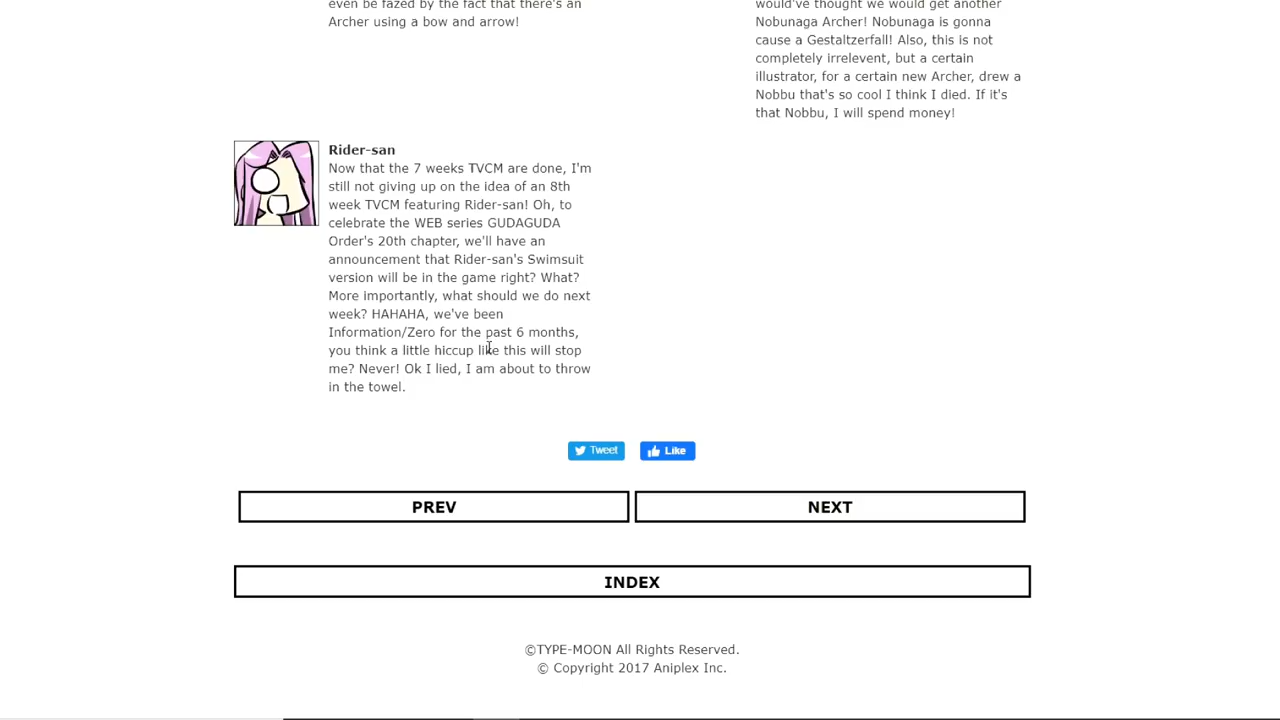 even be fazed by the fact that there's an
Archer using a bow and arrow!
would've thought we would get another
Nobunaga Archer! Nobunaga is gonna
cause a Gestaltzerfall! Also, this is not
completely irrelevent, but a certain
illustrator, for a certain new Archer, drew a
Nobbu that's so cool I think I died. If it's
that Nobbu, I will spend money!
Rider-san
Now that the 7 weeks TVCM are done, I'm
still not giving up on the idea of an 8th
week TVCM featuring Rider-san! Oh, to
celebrate the WEB series GUDAGUDA
Order's 20th chapter, we'll have an
announcement that Rider-san's Swimsuit
version will be in the game right? What?
More importantly, what should we do next
week? HAHAHA, we've been
Information/Zero for the past 6 months,
you think a little hiccup like this will stop
me? Never! Ok I lied, I am about to throw
in the towel.
Tweet
Like
PREV
NEXT
INDEX
©TYPE-MOON All Rights Reserved.
© Copyright 2017 Aniplex Inc.